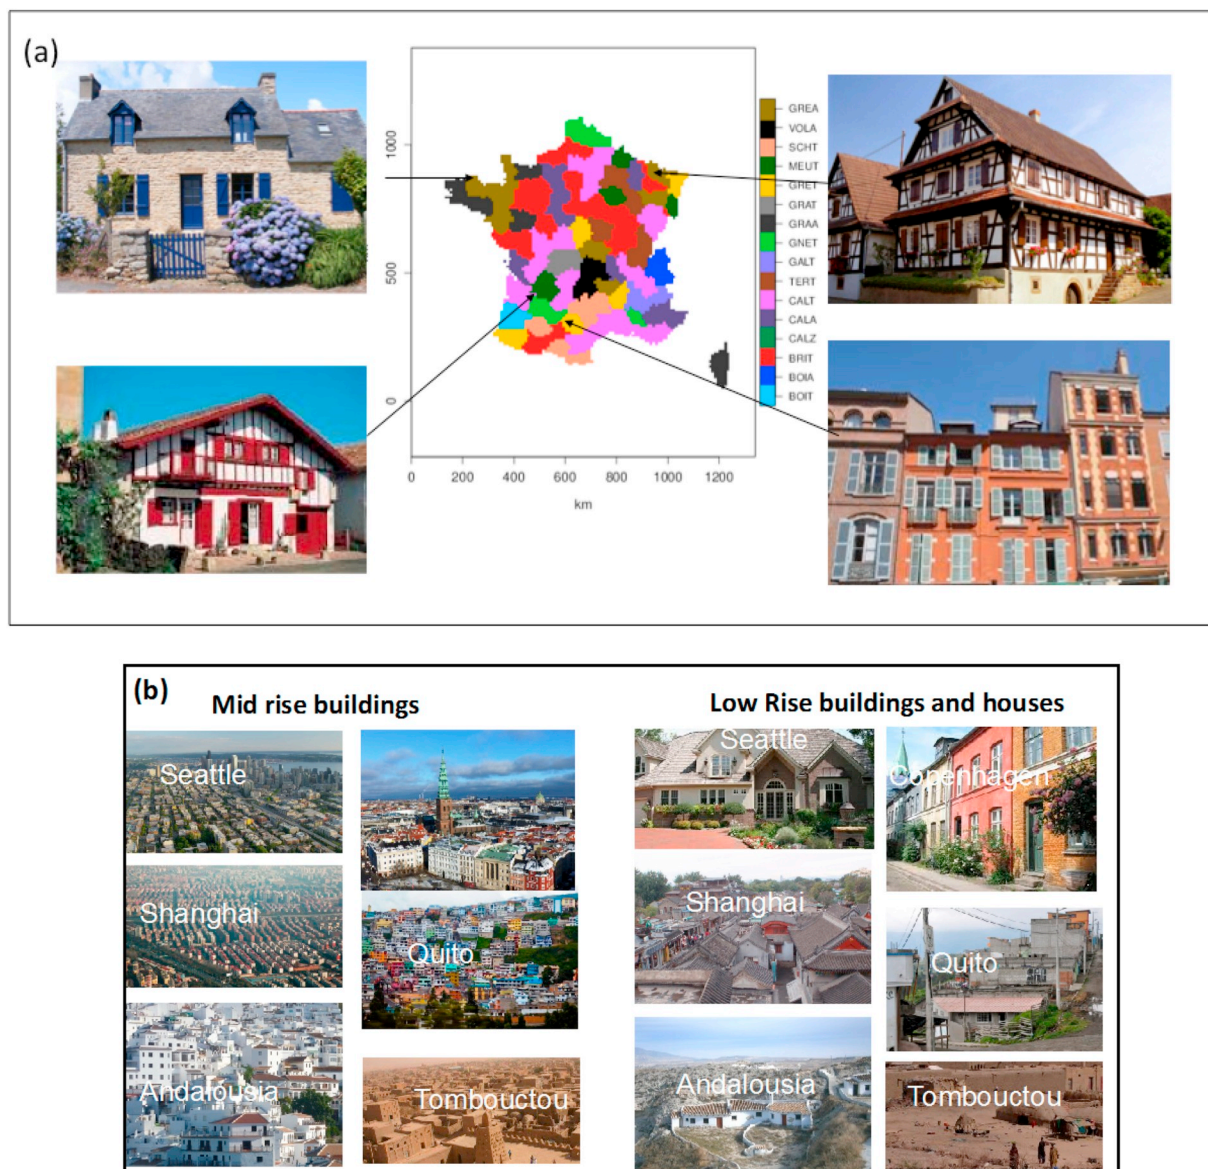 (a)
1000
500
0
0 200 400 600 800 1000 1200
km
GREA
VOLA
SCHT
MEUT
GRET
GRAT
GRAA
GNET
GALT
TERT
CALT
CALA
CALZ
BRIT
BOIA
BOIT
(b)
Mid rise buildings
Low Rise buildings and houses
Seattle
Shanghai
Quito
Andalousia
Tombouctou
Seattle
Copenhagen
Shanghai
Quito
Andalousia
Tombouctou